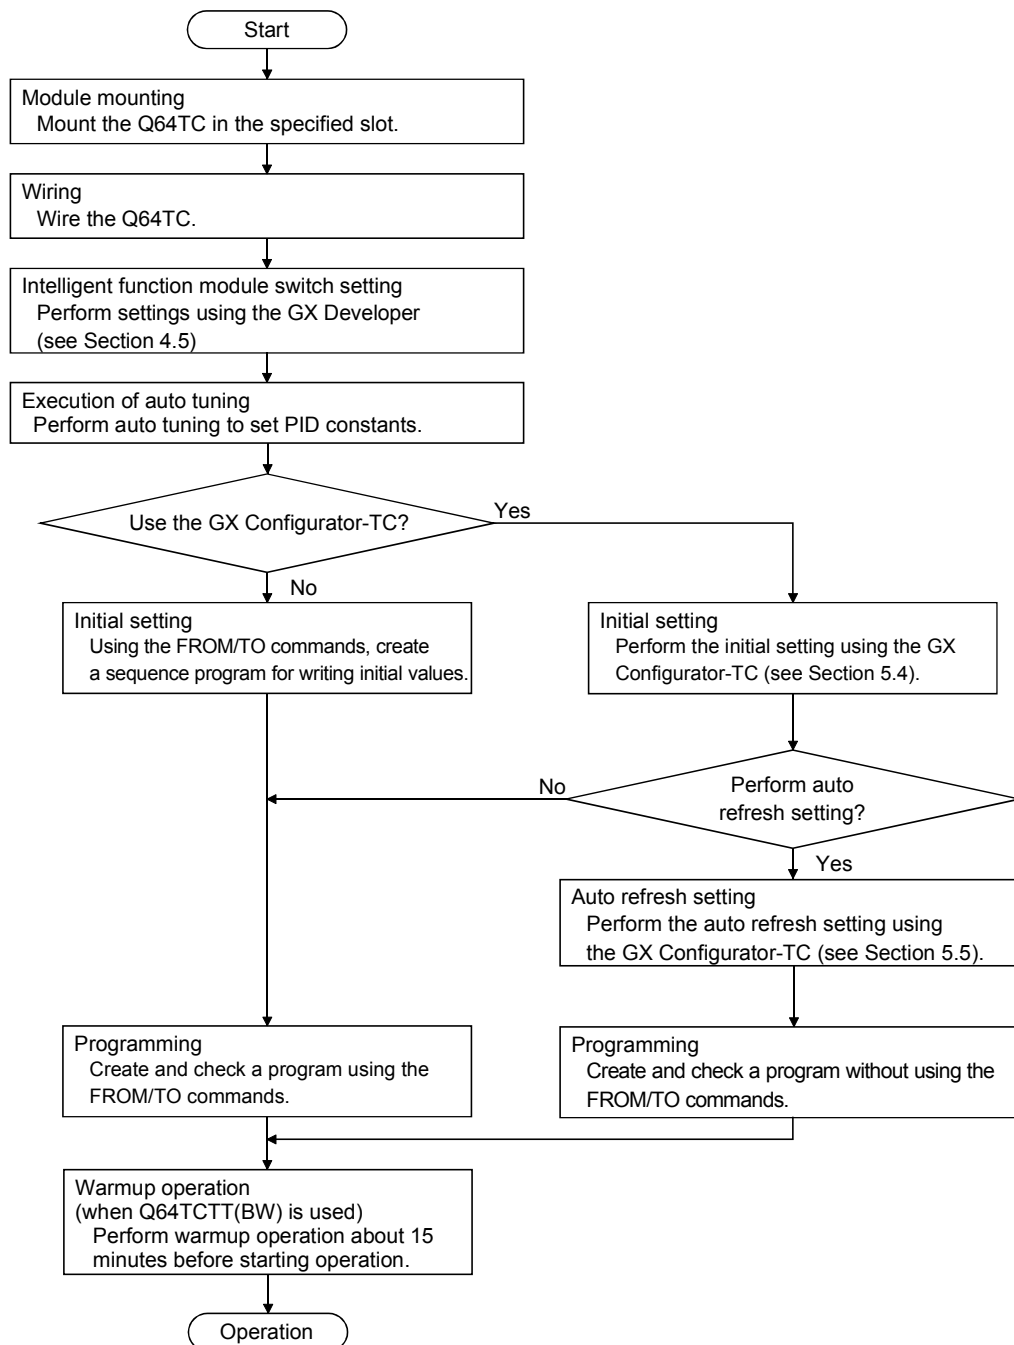 Start
Module mounting
Mount the Q64TC in the specified slot.
Wiring
Wire the Q64TC.
Intelligent function module switch setting
Perform settings using the GX Developer
(see Section 4.5)
Execution of auto tuning
Perform auto tuning to set PID constants.
Use the GX Configurator-TC?
Yes
No
Initial setting
Using the FROM/TO commands, create
a sequence program for writing initial values.
Initial setting
Perform the initial setting using the GX
Configurator-TC (see Section 5.4).
No
Perform auto
refresh setting?
Yes
Auto refresh setting
Perform the auto refresh setting using
the GX Configurator-TC (see Section 5.5).
Programming
Create and check a program using the
FROM/TO commands.
Programming
Create and check a program without using the
FROM/TO commands.
Warmup operation
(when Q64TCTT(BW) is used)
Perform warmup operation about 15
minutes before starting operation.
Operation